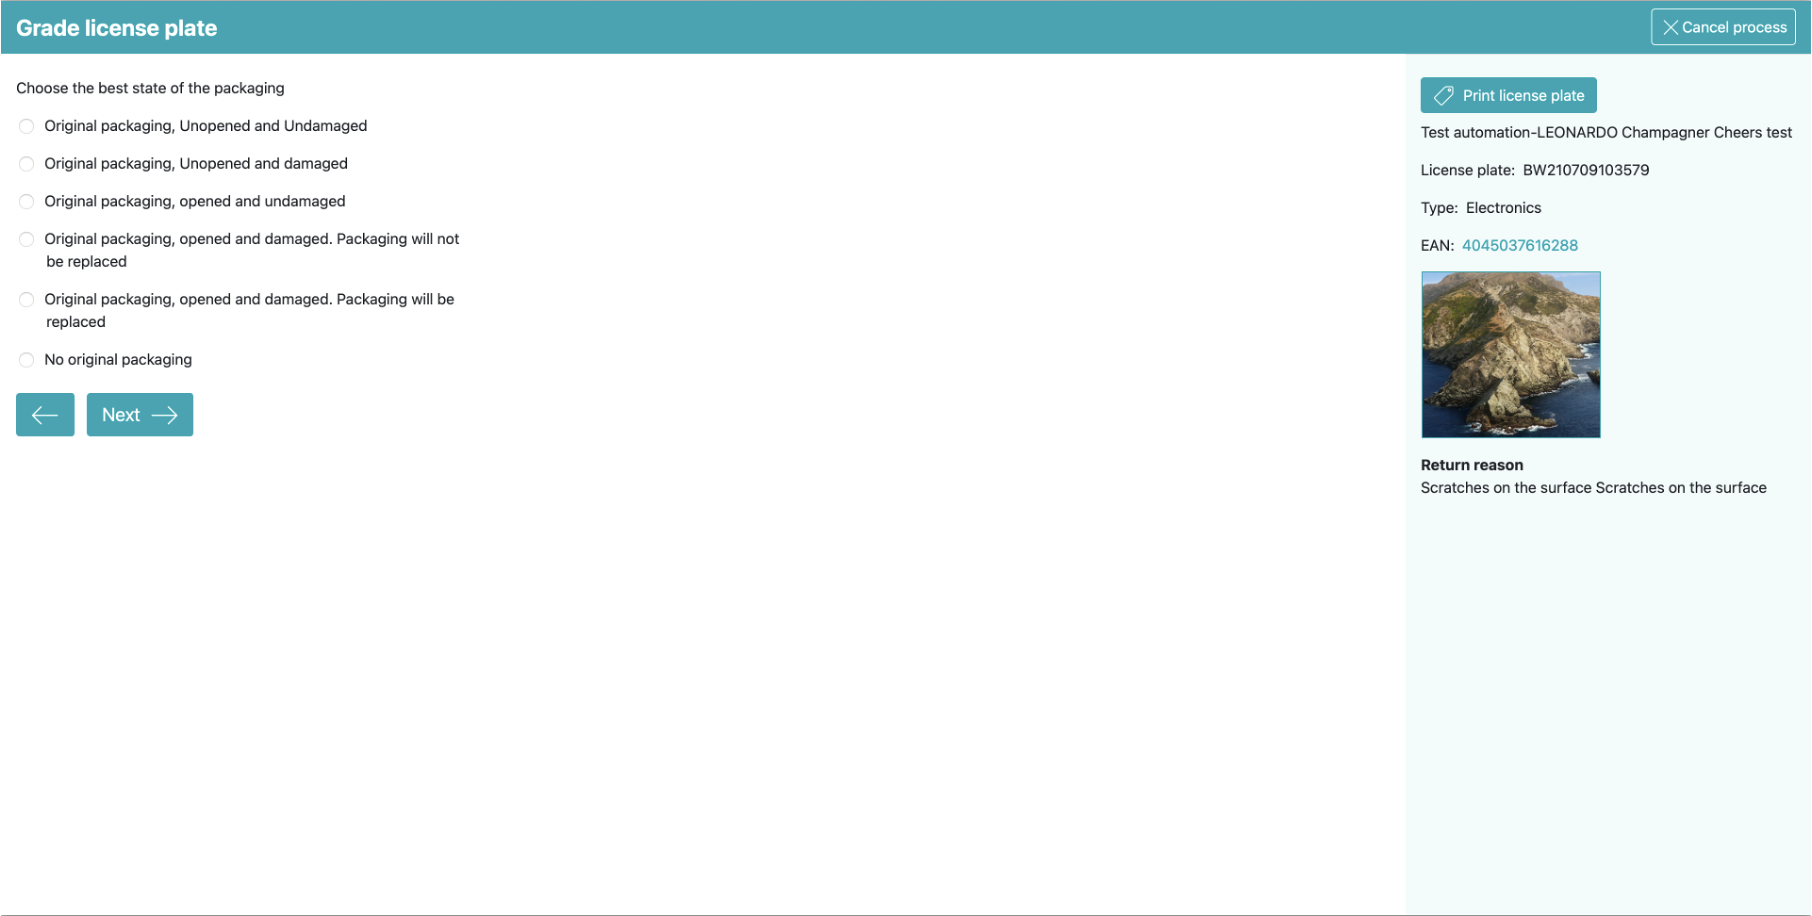 Grade license plate
Cancel process
Choose the best state of the packaging
Original packaging, Unopened and Undamaged
Original packaging, Unopened and damaged
Original packaging, opened and undamaged
Original packaging, opened and damaged. Packaging will not
be replaced
Original packaging, opened and damaged. Packaging will be
replaced
No original packaging
Next
Print license plate
Test automation-LEONARDO Champagner Cheers test
License plate: BW210709103579
Type: Electronics
EAN: 4045037616288
Return reason
Scratches on the surface Scratches on the surface